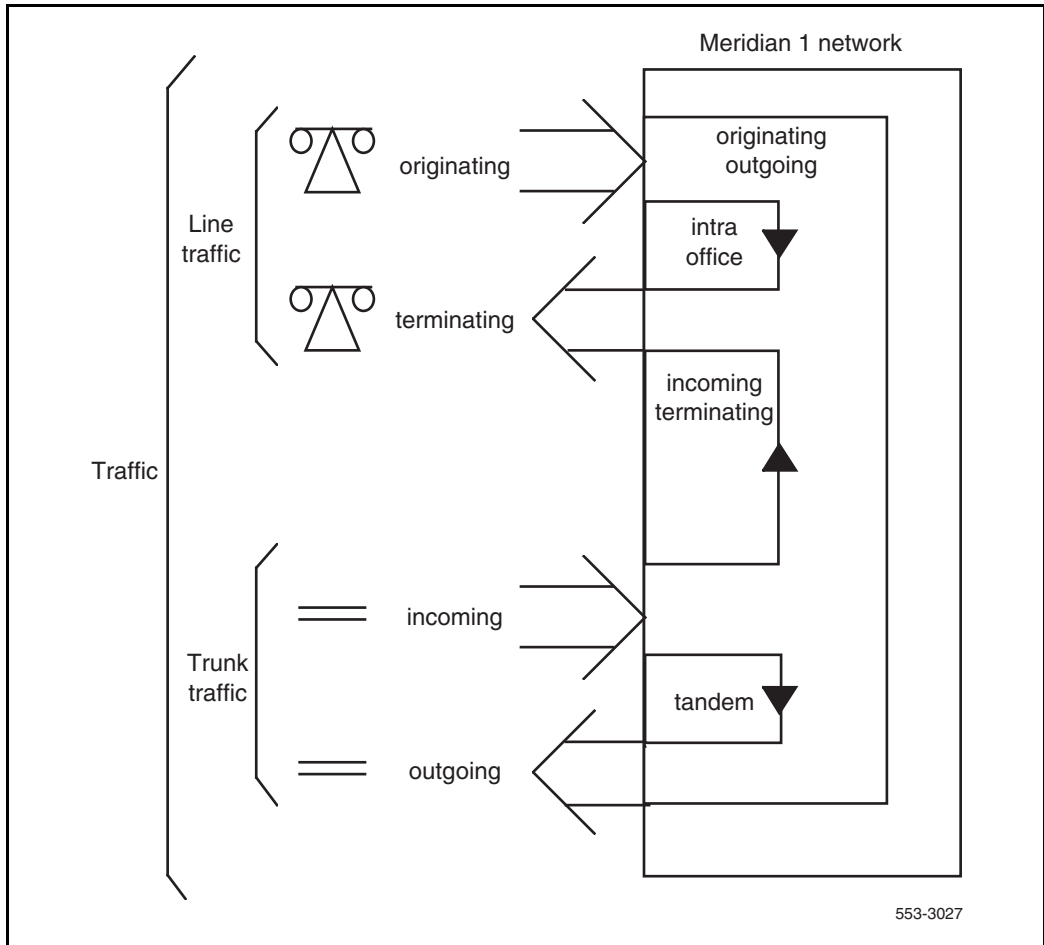 Meridian 1 network
originating
outgoing
originating
Line
traffic
intra
office
terminating
incoming
terminating
Traffic
incoming
Trunk
traffic
tandem
outgoing
553-3027